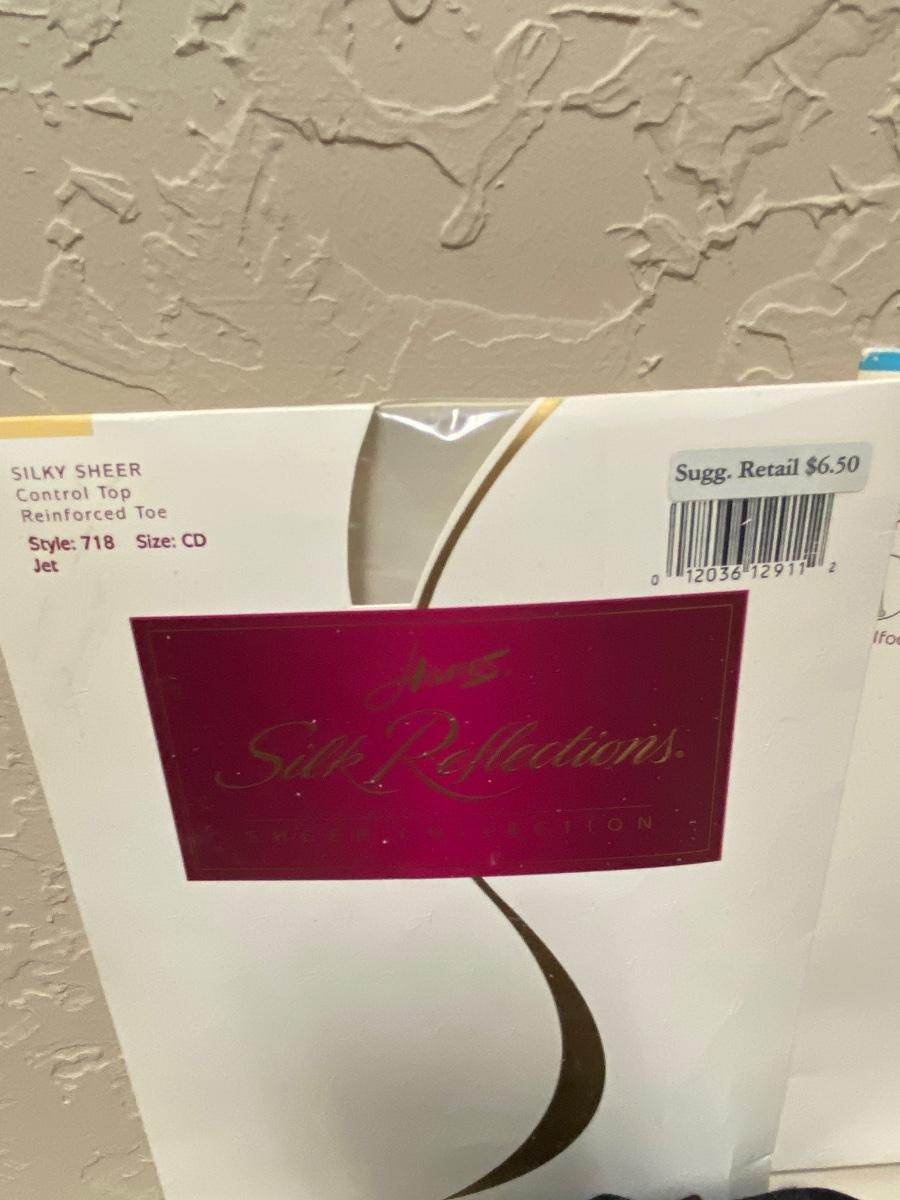 SILKY SHEER
Control Top
Reinforced Toe
Style: 718 Size: CD
Jet
Sugg. Retail $6.50
0 12036 12911 2
Hanes
Silk Reflections.
SHEER COLLECTION